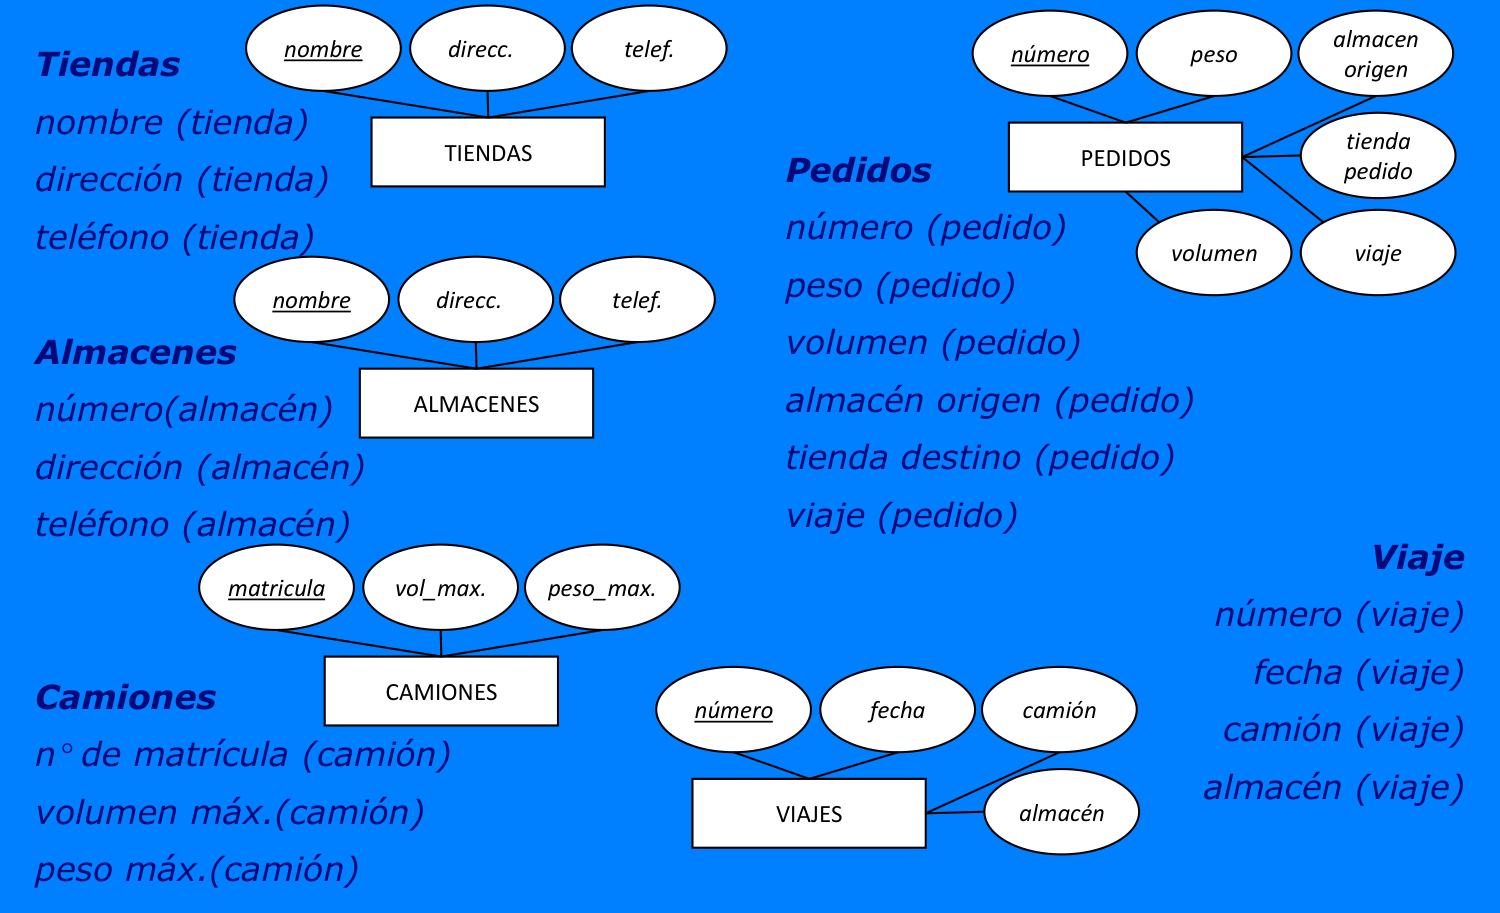 Tiendas
nombre (tienda)
dirección (tienda)
teléfono (tienda)
nombre
direcc.
telef.
TIENDAS
Almacenes
número(almacén)
dirección (almacén)
teléfono (almacén)
nombre
direcc.
telef.
ALMACENES
Camiones
n° de matrícula (camión)
volumen máx.(camión)
peso máx.(camión)
matricula
vol_max.
peso_max.
CAMIONES
Pedidos
número (pedido)
peso (pedido)
volumen (pedido)
almacén origen (pedido)
tienda destino (pedido)
viaje (pedido)
número
peso
almacen
origen
tienda
pedido
volumen
viaje
PEDIDOS
Viaje
número (viaje)
fecha (viaje)
camión (viaje)
almacén (viaje)
número
fecha
camión
almacén
VIAJES